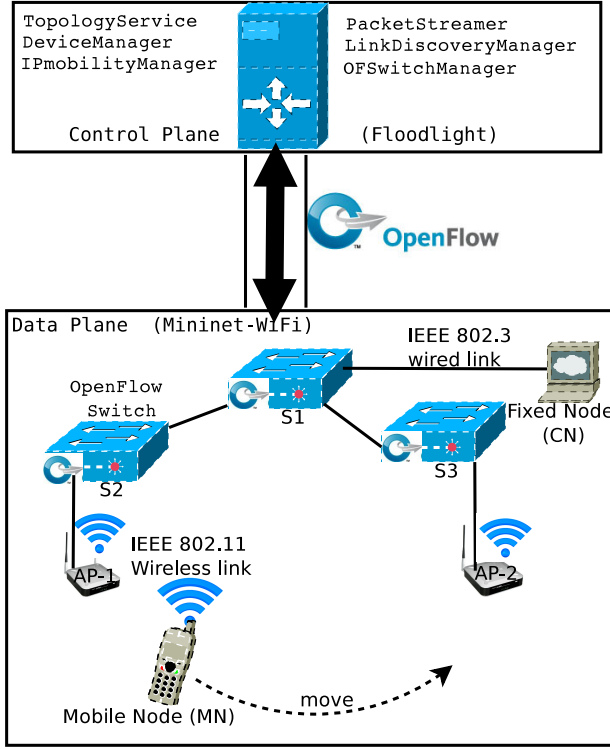 TopologyService
DeviceManager
IPmobilityManager
PacketStreamer
LinkDiscoveryManager
OFSwitchManager
Control Plane (Floodlight)
TM
OpenFlow
Data Plane (Mininet-WiFi)
IEEE 802.3
wired link
OpenFlow
Switch
S1
Fixed Node
(CN)
S2
S3
IEEE 802.11
Wireless link
AP-1
AP-2
move
Mobile Node (MN)